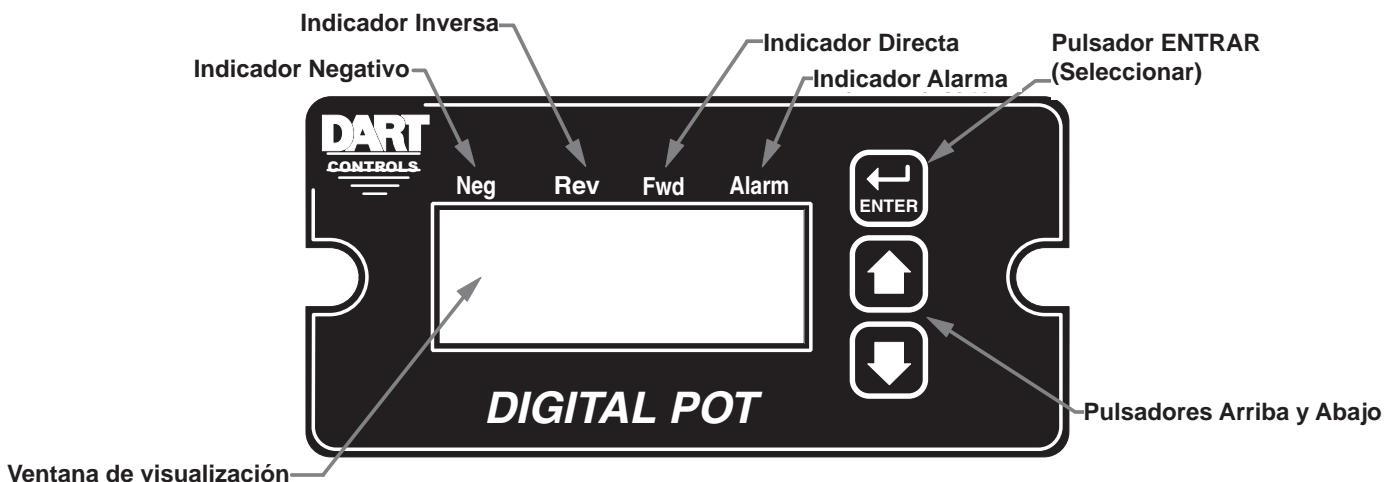 Indicador Inversa
Indicador Directa
Pulsador ENTRAR
(Seleccionar)
Indicador Negativo
Indicador Alarma
DART
CONTROLS
Neg Rev Fwd Alarm
ENTER
DIGITAL POT
Pulsadores Arriba y Abajo
Ventana de visualización